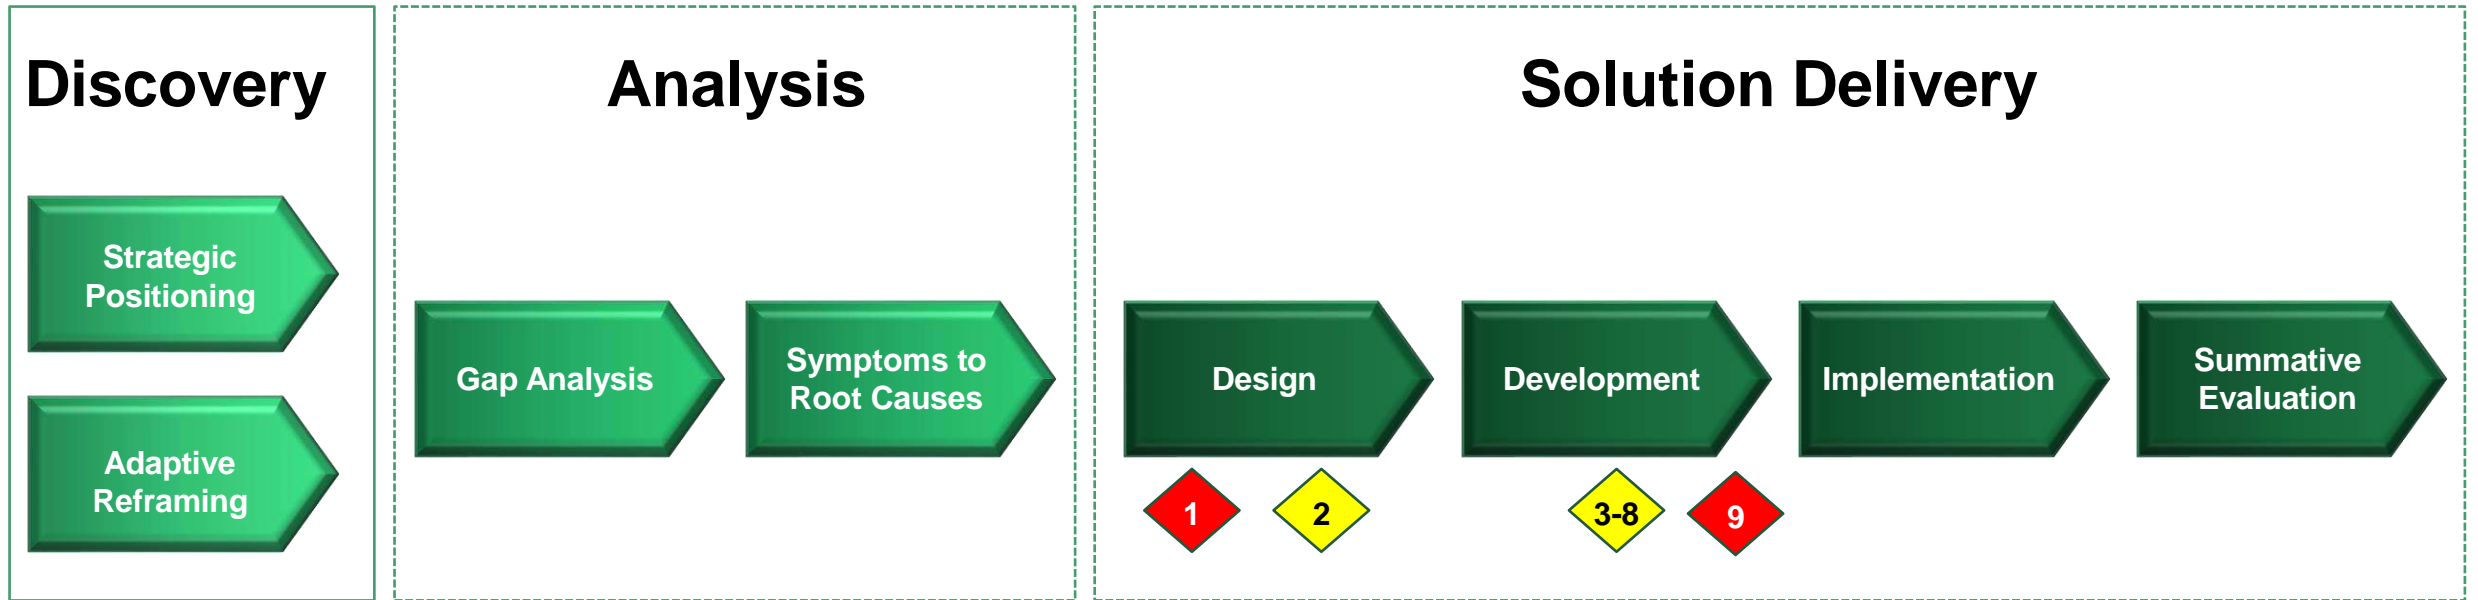 Discovery
Strategic
Positioning
Adaptive
Reframing
Analysis
Gap Analysis
Symptoms to
Root Causes
Solution Delivery
Design
Development
Implementation
Summative
Evaluation
1
2
3-8
9